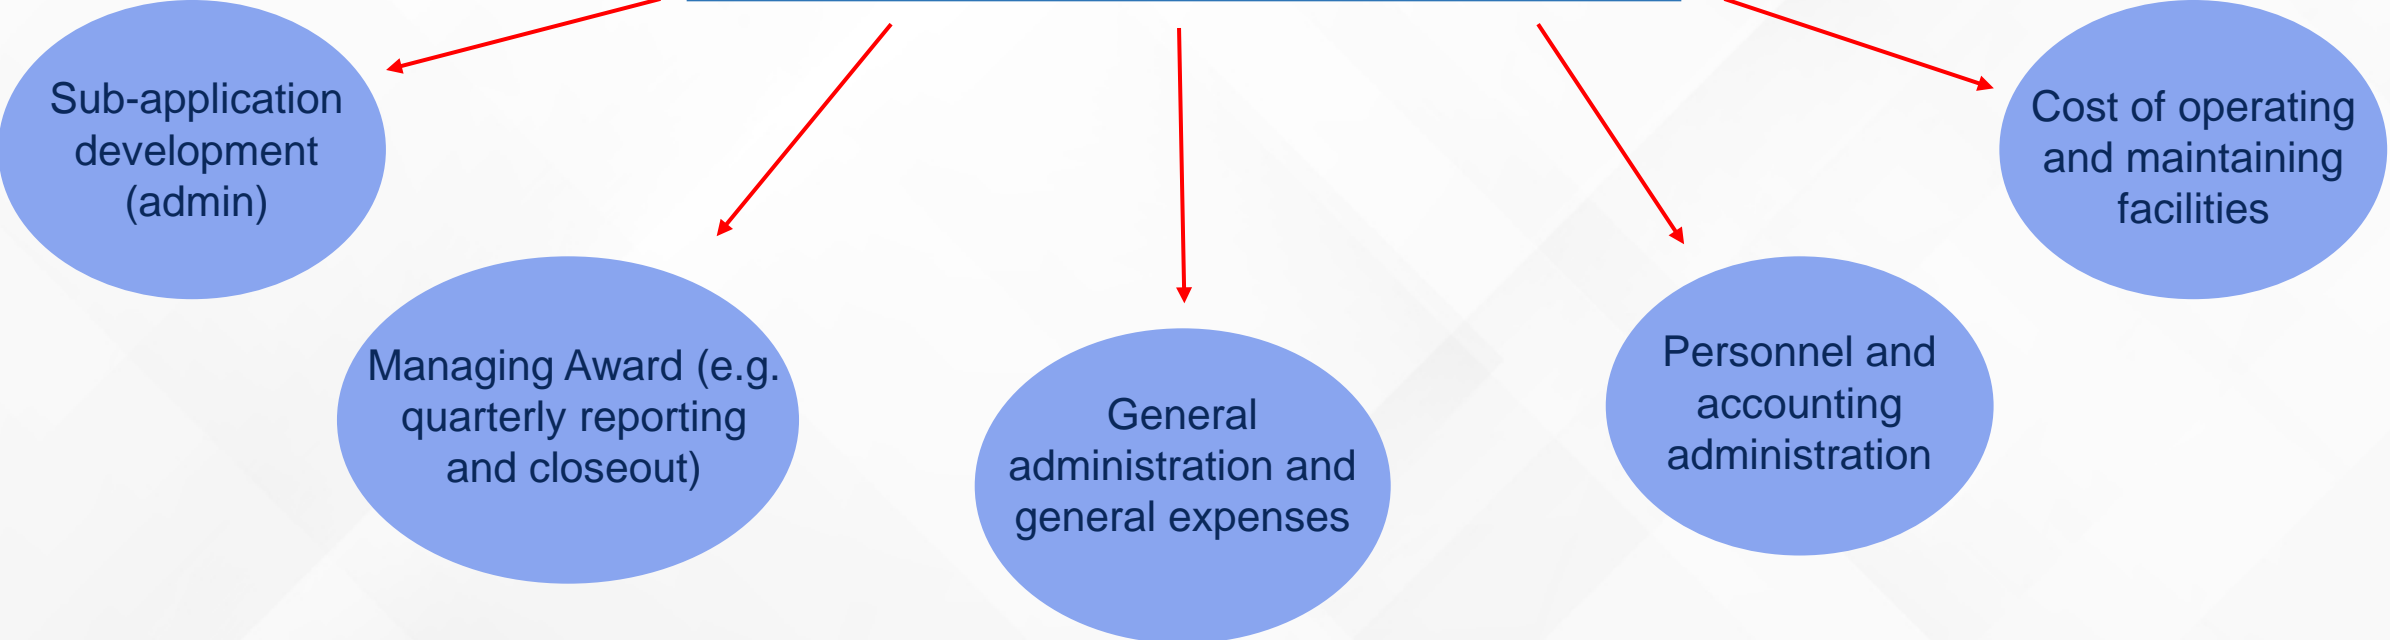 Sub-application
development
(admin)
Managing Award (e.g.
quarterly reporting
and closeout)
General
administration and
general expenses
Personnel and
accounting
administration
Cost of operating
and maintaining
facilities